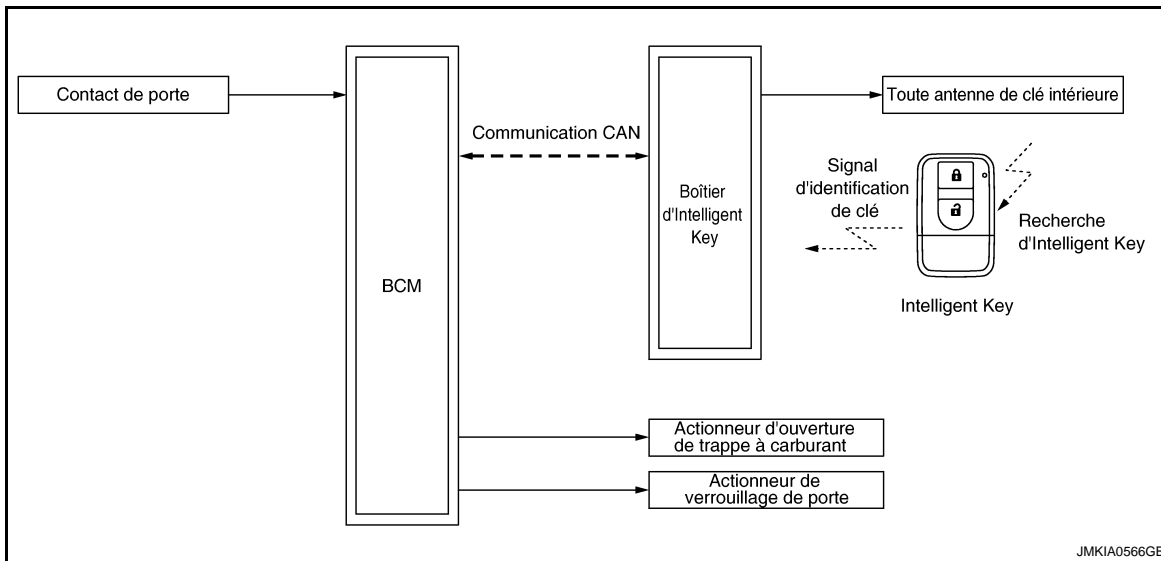 Contact de porte
BCM
Communication CAN
Boîtier
d'Intelligent
Key
Toute antenne de clé intérieure
Signal
d'identification
de clé
Recherche
d'Intelligent Key
Intelligent Key
Actionneur d'ouverture
de trappe à carburant
Actionneur de
verrouillage de porte
JMKIA0566GB